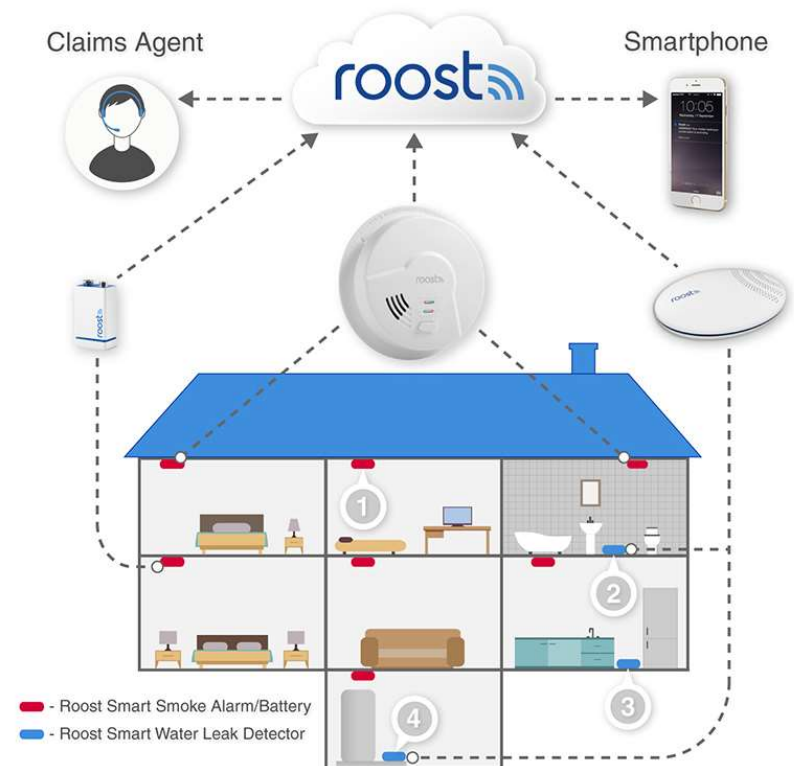 Claims Agent
roost
Smartphone
10:05
roost
roost
roost
1
2
3
4
- Roost Smart Smoke Alarm/Battery
- Roost Smart Water Leak Detector